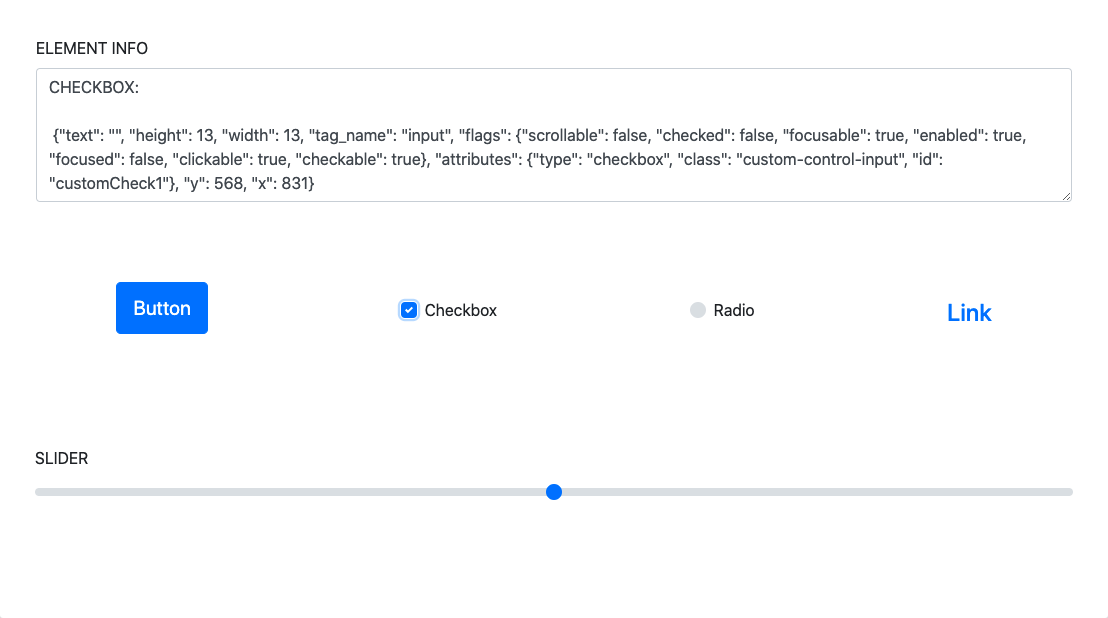 ELEMENT INFO
CHECKBOX:
{"text": "", "height": 13, "width": 13, "tag_name": "input", "flags": {"scrollable": false, "checked": false, "focusable": true, "enabled": true,
"focused": false, "clickable": true, "checkable": true}, "attributes": {"type": "checkbox", "class": "custom-control-input", "id":
"customCheck1"}, "y": 568, "x": 831}
Button
Checkbox
Radio
Link
SLIDER